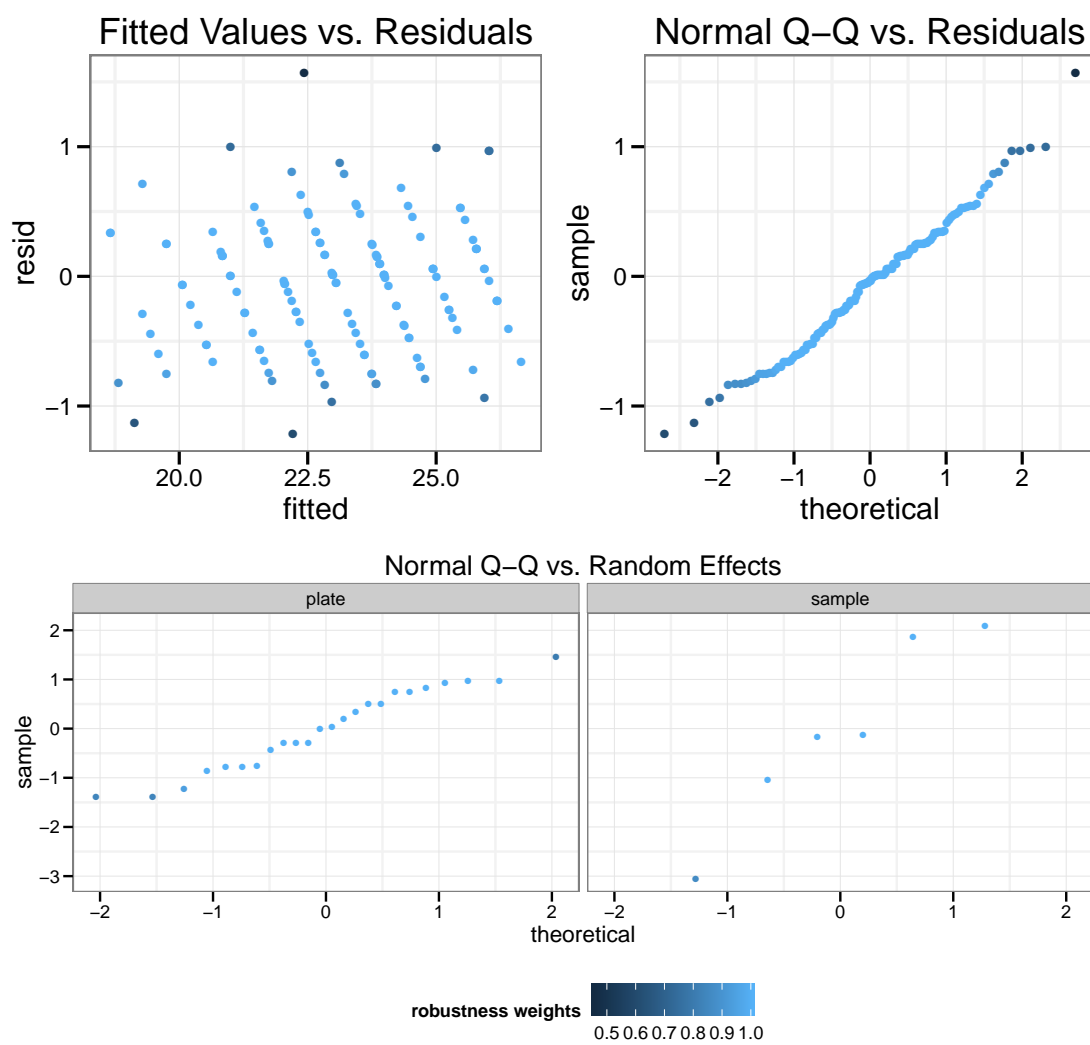 Fitted Values vs. Residuals
Normal Q−Q vs. Residuals
resid
1
0
−1
20.0 22.5 25.0
fitted
sample
1
0
−1
−2 −1 0 1 2
theoretical
Normal Q−Q vs. Random Effects
plate
sample
sample
2
1
0
−1
−2
−3
−2 −1 0 1 2
−2 −1 0 1 2
theoretical
robustness weights
0.5 0.6 0.7 0.8 0.9 1.0